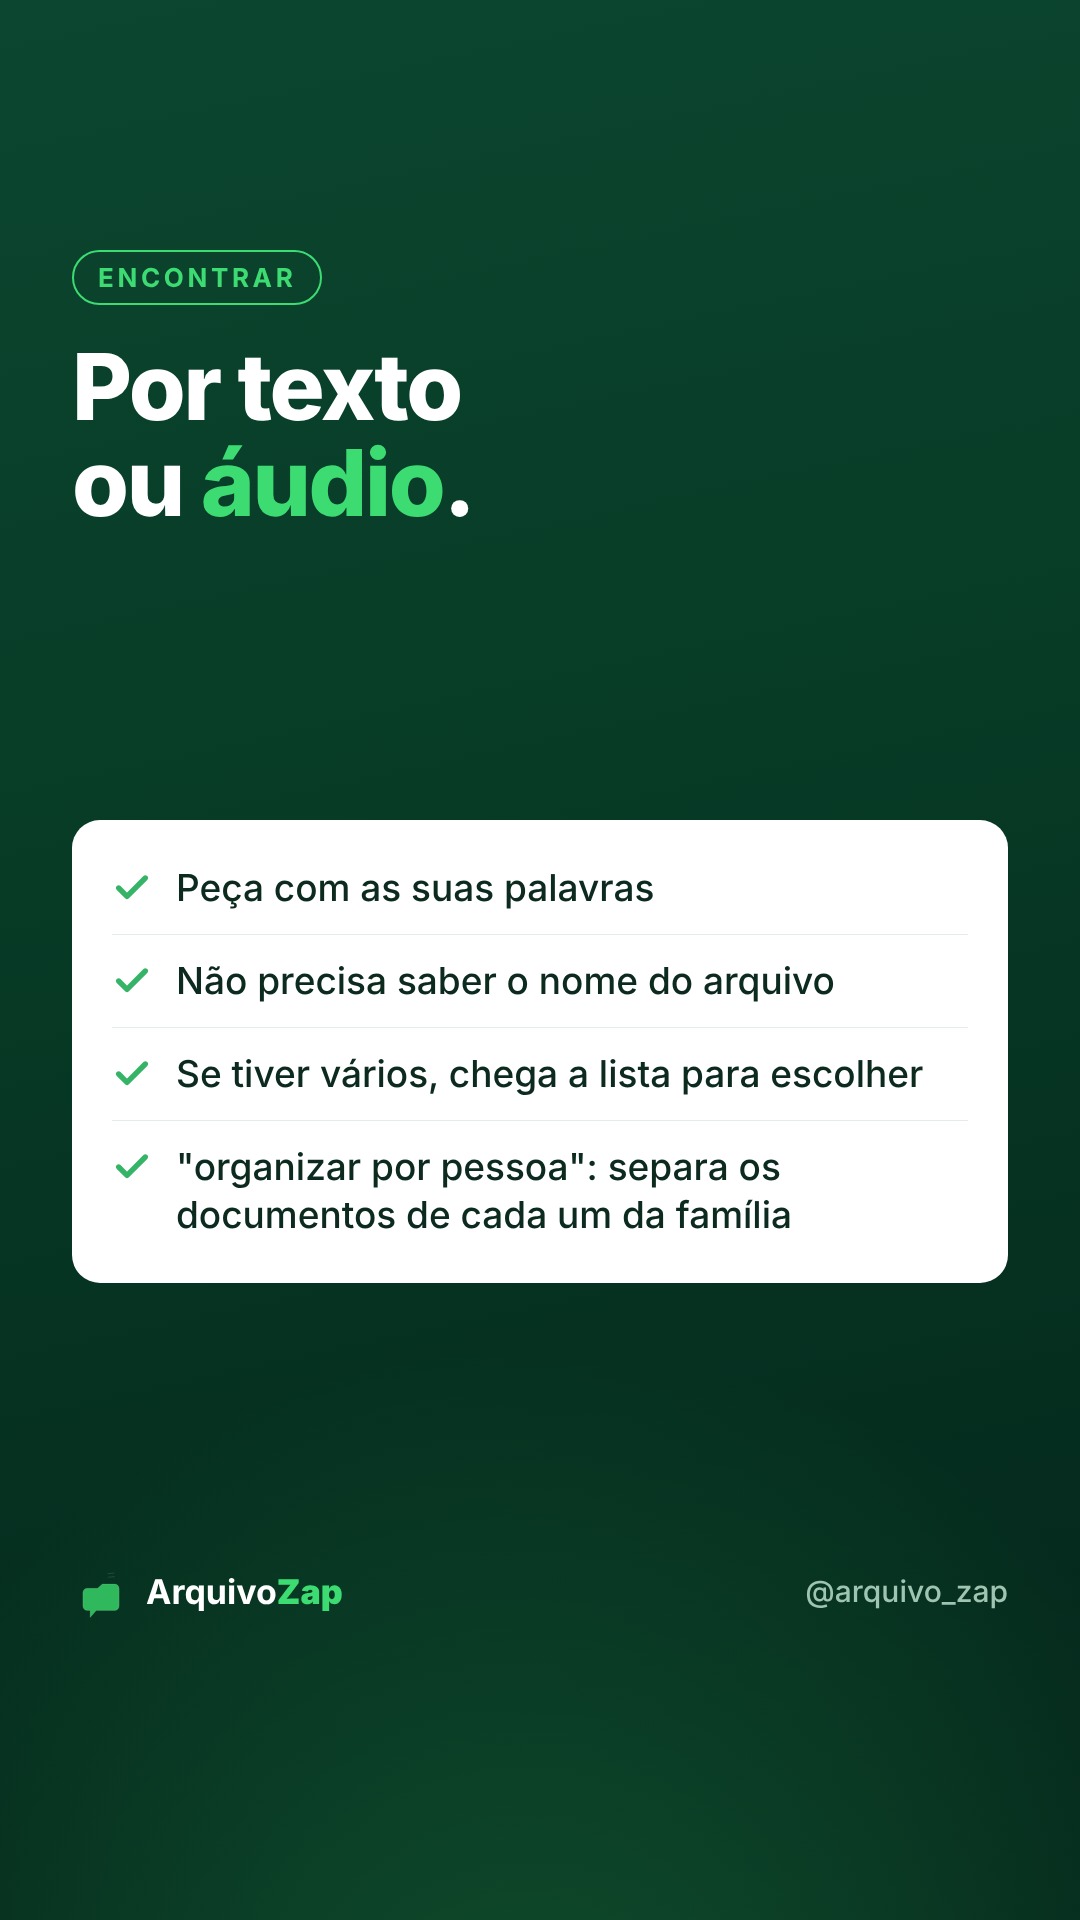 ENCONTRAR
Por texto
ou áudio.
Peça com as suas palavras
Não precisa saber o nome do arquivo
Se tiver vários, chega a lista para escolher
"organizar por pessoa": separa os
documentos de cada um da família
ArquivoZap
@arquivo_zap